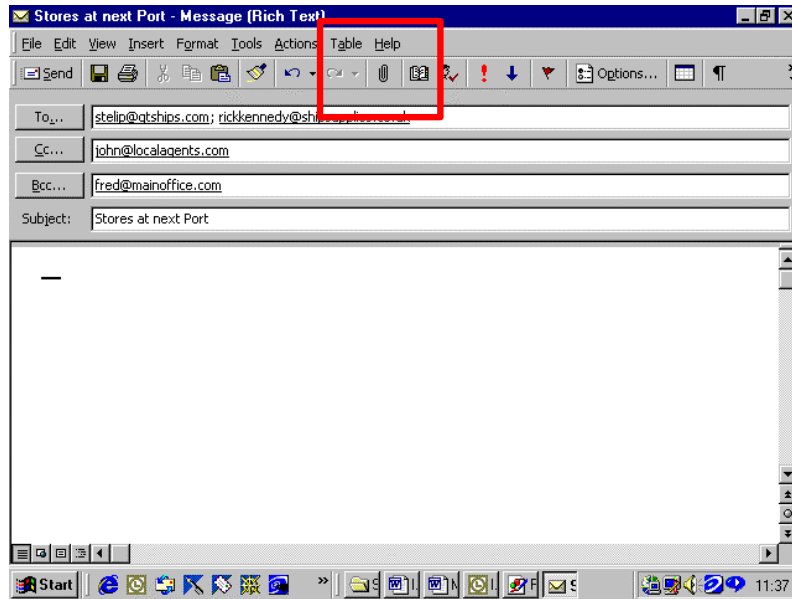 Stores at next Port - Message (Rich Text)
File Edit View Insert Format Tools Actions Table Help
Send Options...
To... stelip@qtships.com; rickkennedy@
Cc... john@localagents.com
Bcc... fred@mainoffice.com
Subject: Stores at next Port
Start 11:37